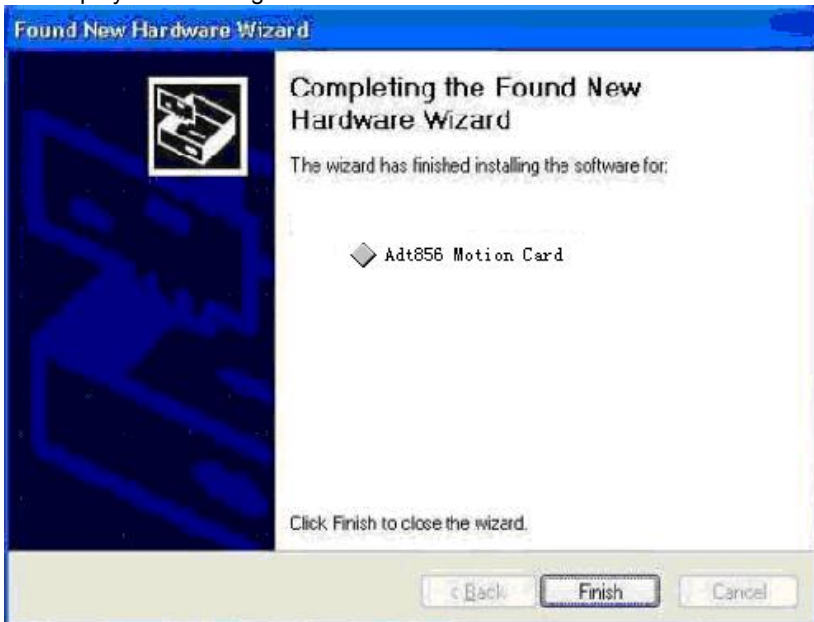 Found New Hardware Wizard
Completing the Found New
Hardware Wizard
The wizard has finished installing the software for:
Adt856 Motion Card
Click Finish to close the wizard.
< Back
Finish
Cancel